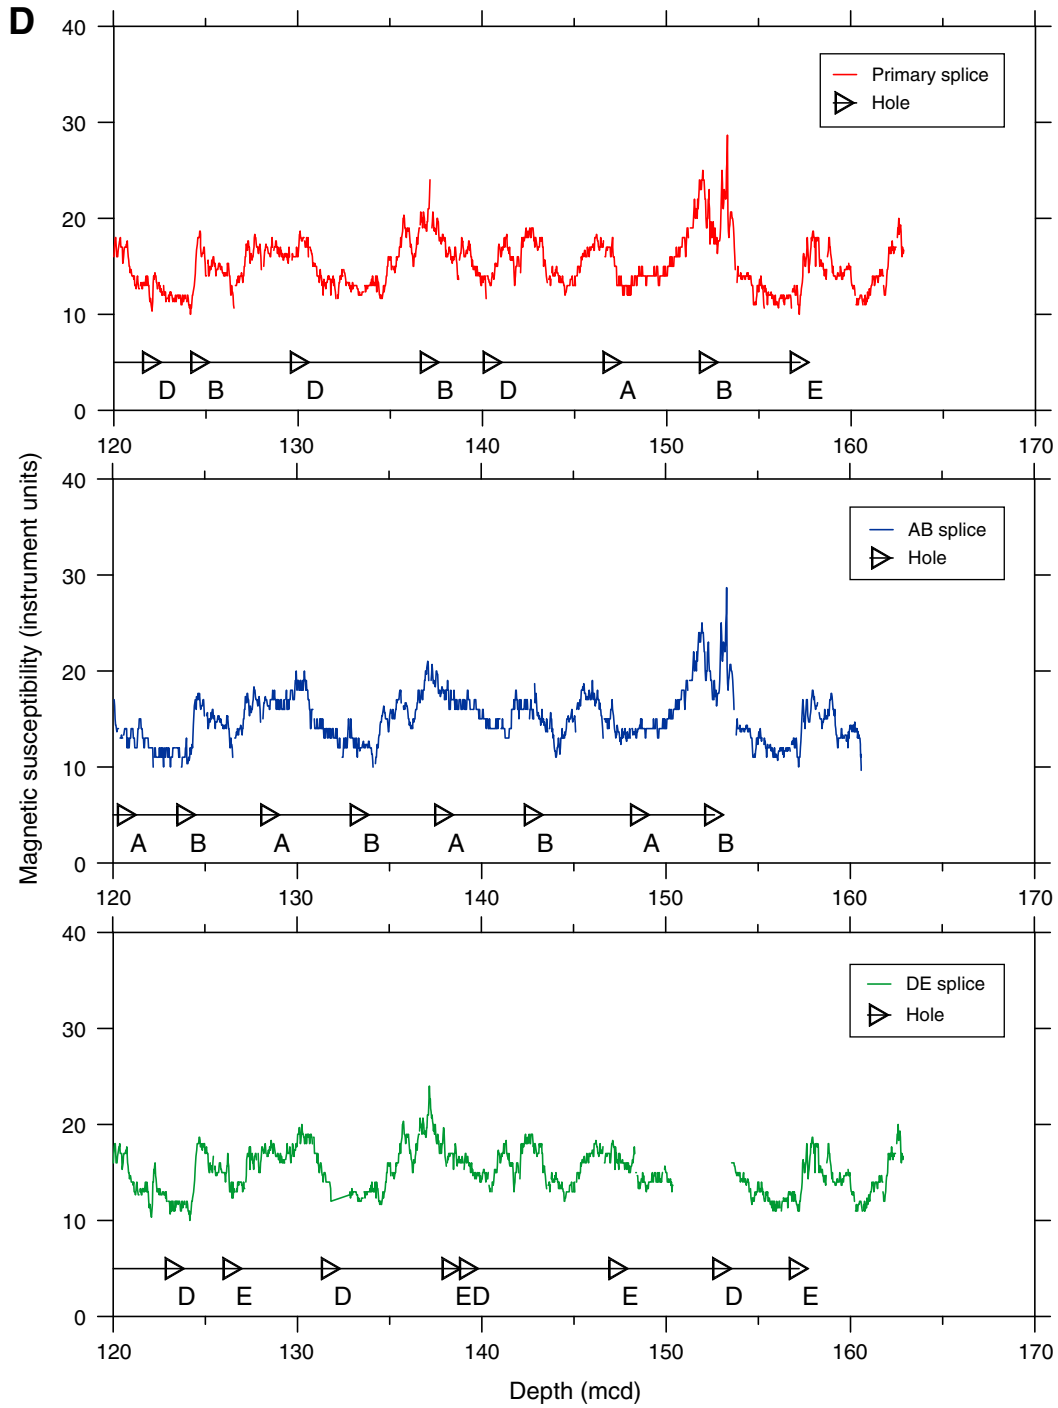 D
Magnetic susceptibility (instrument units)
40
30
20
10
0
Primary splice
Hole
D B D B D A B E
120 130 140 150 160 170
40
30
20
10
0
AB splice
Hole
A B A B A B A B
120 130 140 150 160 170
40
30
20
10
0
DE splice
Hole
D E D ED E D E
120 130 140 150 160 170
Depth (mcd)